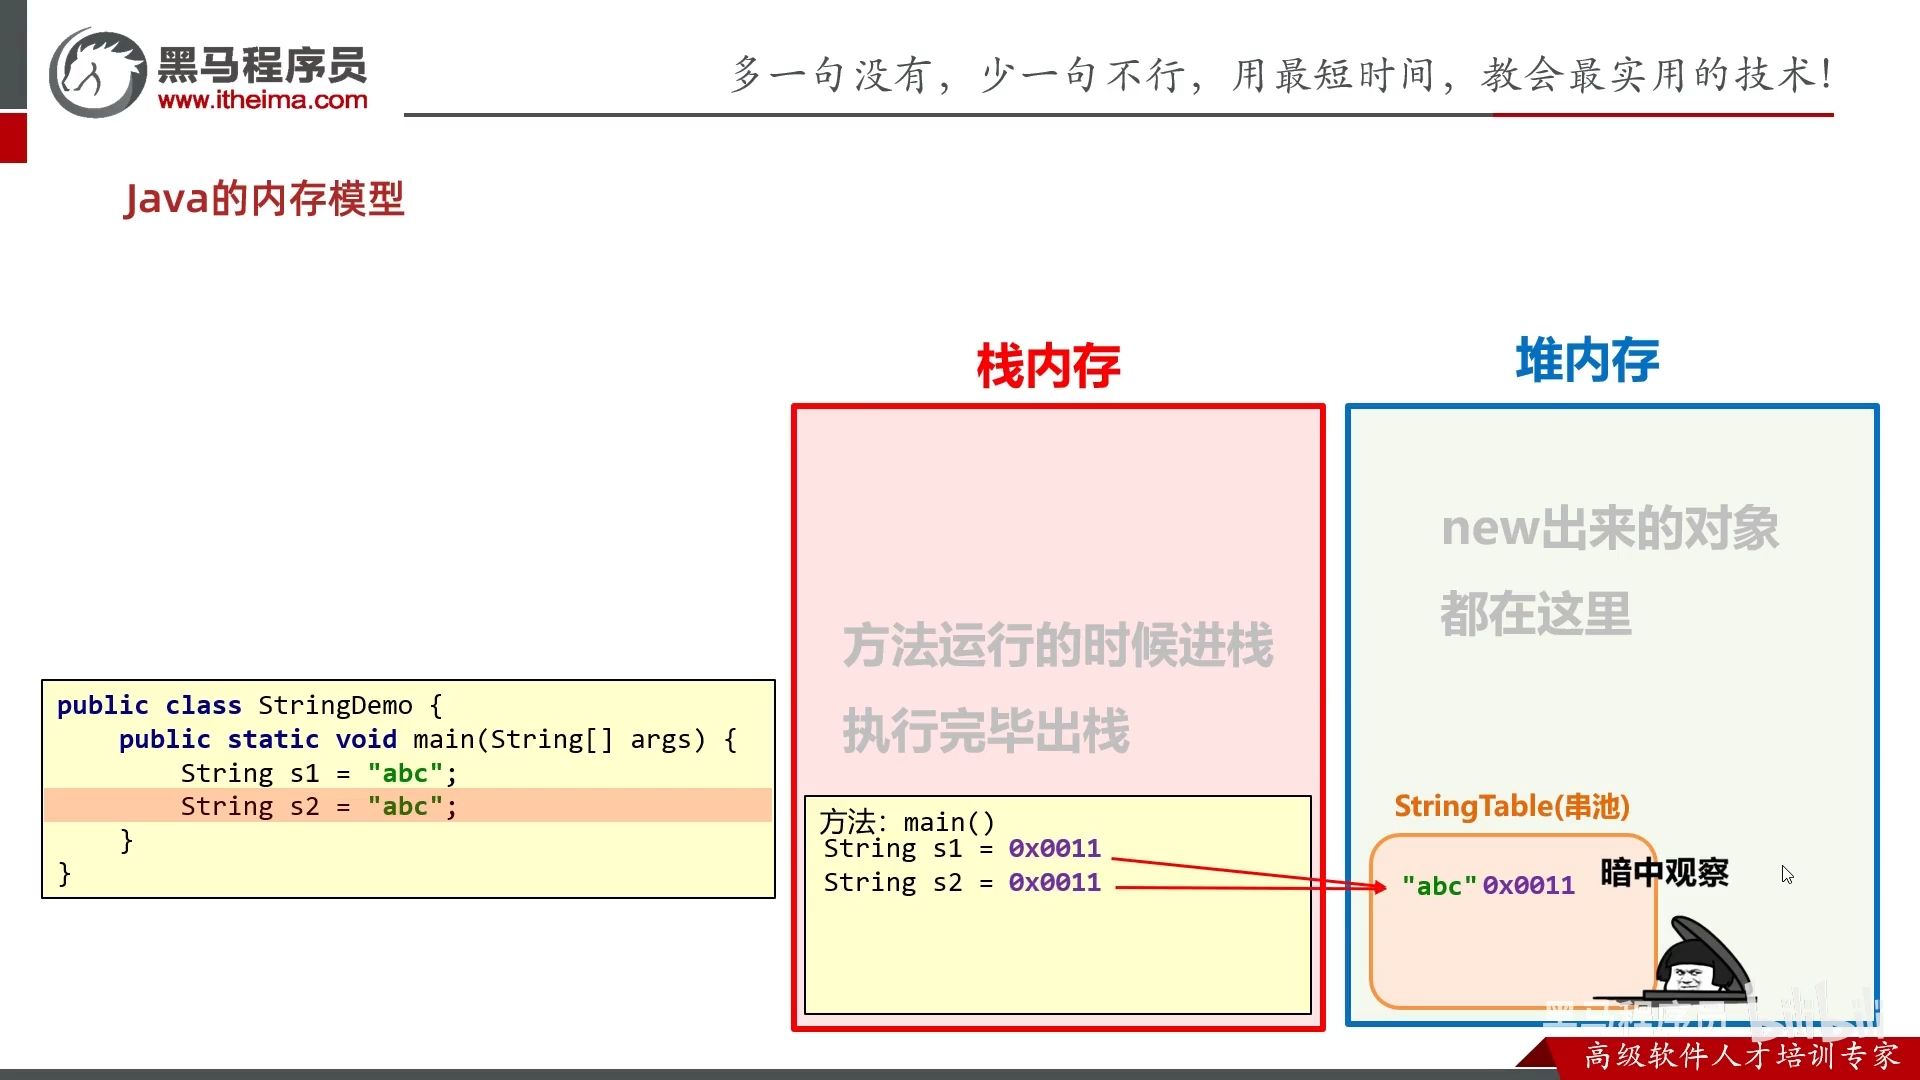 黑马程序员
www.itheima.com
多一句没有，少一句不行，用最短时间，教会最实用的技术！
Java的内存模型
栈内存
堆内存
new出来的对象
都在这里
方法运行的时候进栈
执行完毕出栈
public class StringDemo {
public static void main(String[] args) {
String s1 = "abc";
String s2 = "abc";
}
}
方法：main()
String s1 = 0x0011
String s2 = 0x0011
StringTable(串池)
"abc" 0x0011
暗中观察
黑马程序员 bilibili
高级软件人才培训专家